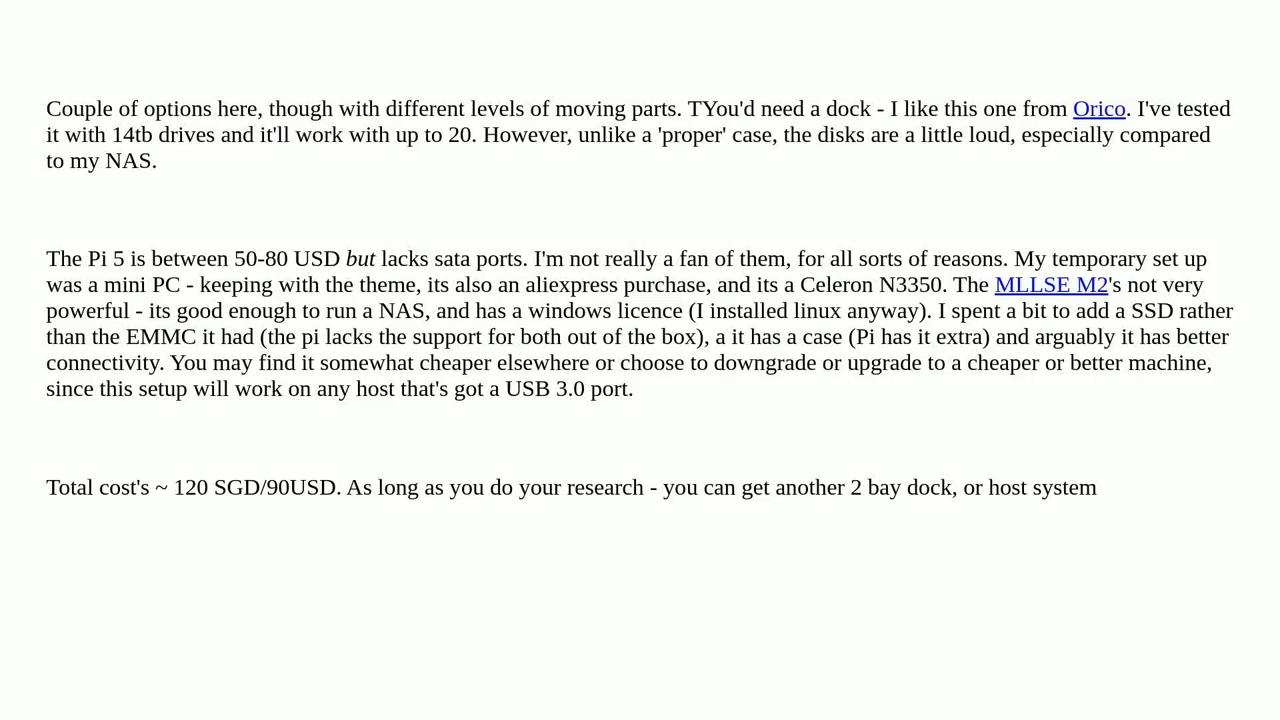 Couple of options here, though with different levels of moving parts. TYou'd need a dock - I like this one from Orico. I've tested
it with 14tb drives and it'll work with up to 20. However, unlike a 'proper' case, the disks are a little loud, especially compared
to my NAS.
The Pi 5 is between 50-80 USD but lacks sata ports. I'm not really a fan of them, for all sorts of reasons. My temporary set up
was a mini PC - keeping with the theme, its also an aliexpress purchase, and its a Celeron N3350. The MLLSE M2's not very
powerful - its good enough to run a NAS, and has a windows licence (I installed linux anyway). I spent a bit to add a SSD rather
than the EMMC it had (the pi lacks the support for both out of the box), a it has a case (Pi has it extra) and arguably it has better
connectivity. You may find it somewhat cheaper elsewhere or choose to downgrade or upgrade to a cheaper or better machine,
since this setup will work on any host that's got a USB 3.0 port.
Total cost's ~ 120 SGD/90USD. As long as you do your research - you can get another 2 bay dock, or host system